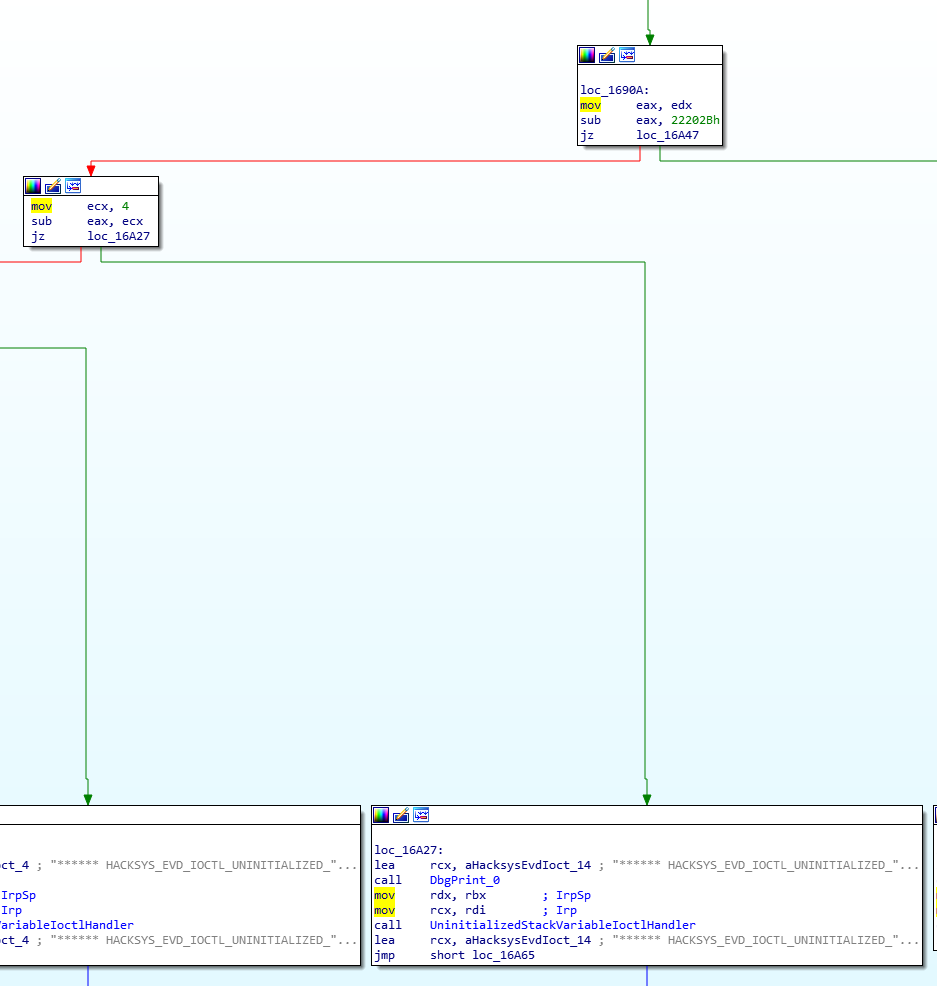 loc_1690A:
mov eax, edx
sub eax, 22202Bh
jz loc_16A47
mov ecx, 4
sub eax, ecx
jz loc_16A27
ct_4 ; "****** HACKSYS_EVD_IOCTL_UNINITIALIZED_"...
IrpSp
Irp
VariableIoctlHandler
ct_4 ; "****** HACKSYS_EVD_IOCTL_UNINITIALIZED_"...
loc_16A27:
lea rcx, aHacksysEvdIoct_14 ; "****** HACKSYS_EVD_IOCTL_UNINITIALIZED_"...
call DbgPrint_0
mov rdx, rbx ; IrpSp
mov rcx, rdi ; Irp
call UninitializedStackVariableIoctlHandler
lea rcx, aHacksysEvdIoct_14 ; "****** HACKSYS_EVD_IOCTL_UNINITIALIZED_"...
jmp short loc_16A65